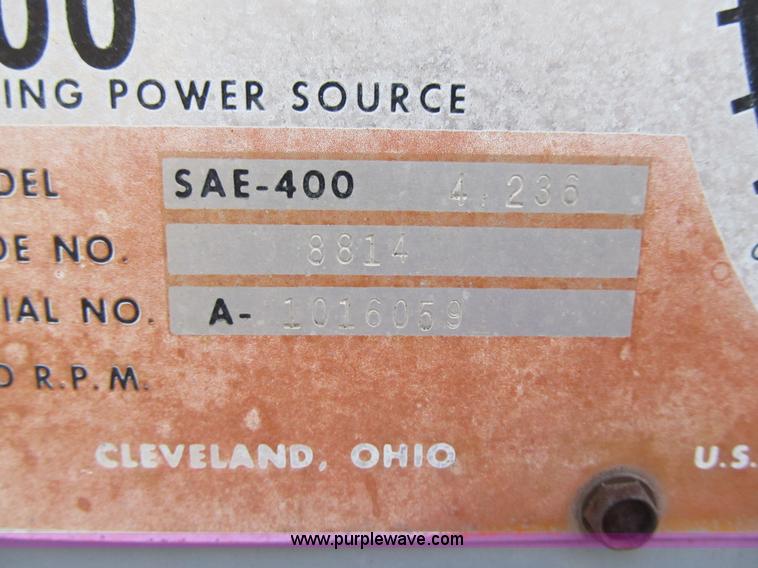 00
ING POWER SOURCE
DEL SAE-400 4.236
DE NO. 8814
IAL NO. A- 1016059
D R.P.M.
CLEVELAND, OHIO U.S.
www.purplewave.com